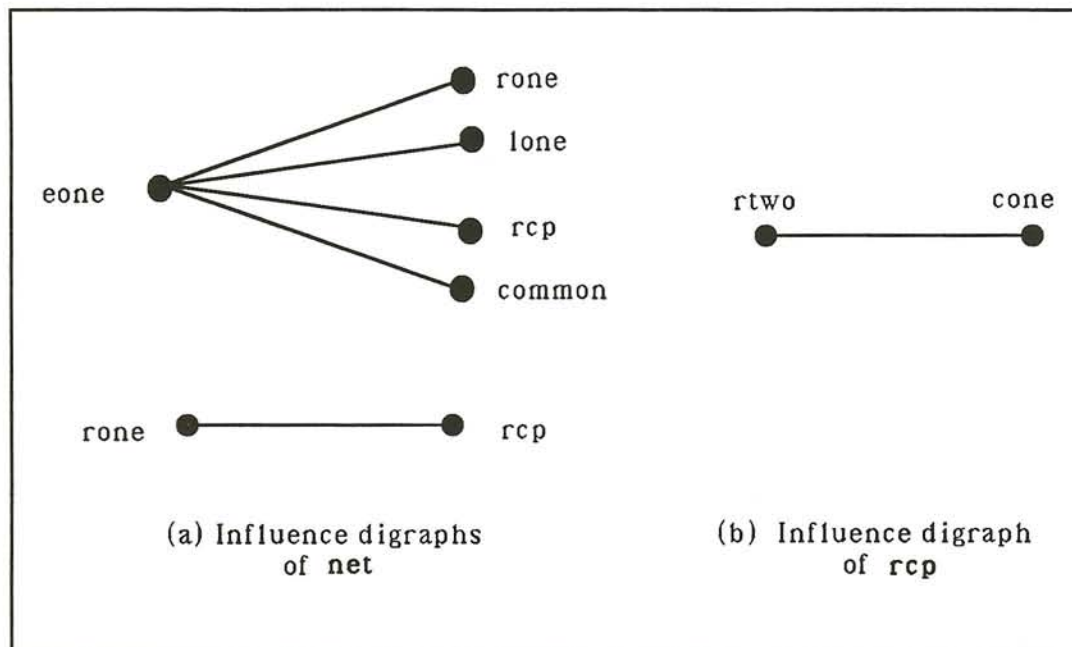 rone
lone
eone
rcp
common
rtwo
cone
rone
rcp
(a) Influence digraphs
of net
(b) Influence digraph
of rcp